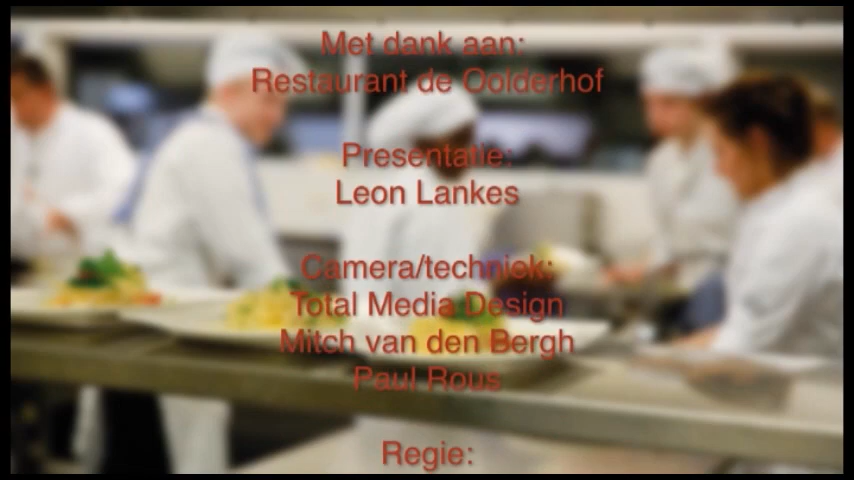 Met dank aan:
Restaurant de Oolderhof
Presentatie:
Leon Lankes
Camera/techniek:
Total Media Design
Mitch van den Bergh
Paul Rous
Regie: